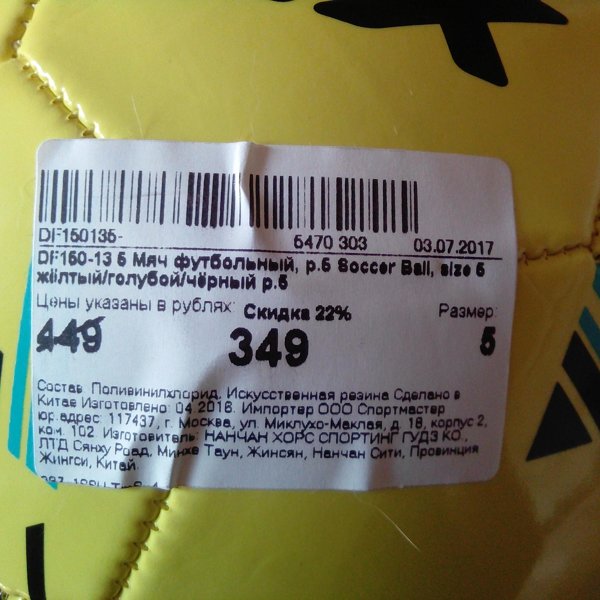 DF150135- 5470 303 03.07.2017
DF150-13 5 Мяч футбольный, р.5 Soccer Ball, size 5
жёлтый/голубой/чёрный р.5
Цены указаны в рублях Скидка 22% Размер:
449 349 5
Состав: Поливинилхлорид, Искусственная резина Сделано в
Китае Изготовлено: 04.2016. Импортер ООО Спортмастер
юр.адрес: 117437, г. Москва, ул. Миклухо-Маклая, д. 18, корпус 2,
ком. 102. Изготовитель: НАНЧАН ХОРС СПОРТИНГ ГУДЗ КО.,
ЛТД Сянху Роад, Минхе Таун, Жинсян, Нанчан Сити, Провинция
Жингси, Китай.